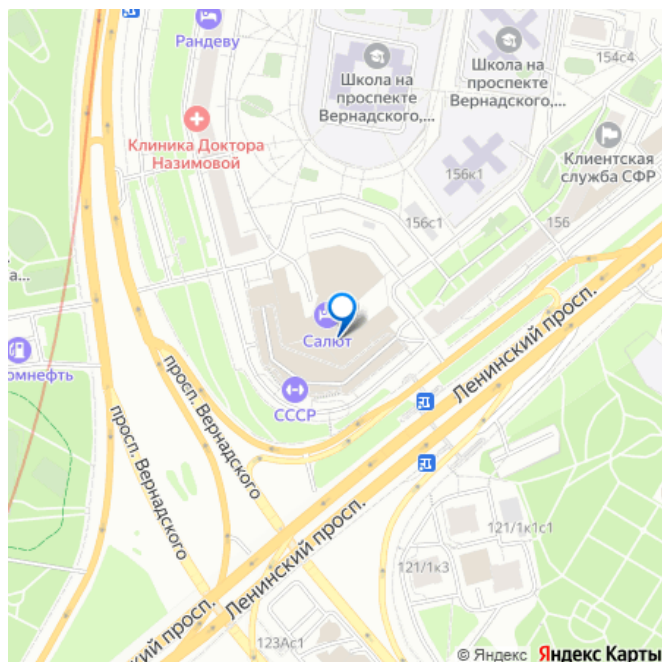 Рандеву
Школа на
проспекте
Вернадского,...
Школа на
проспекте
Вернадского,...
154с4
Клиника Доктора
Назимовой
156к1
Клиентская
служба СФР
156с1
156
а...
Салют
Ленинский просп.
омнефть
СССР
просп. Вернадского
просп. Вернадского
Ленинский просп.
121/1к1с1
121/1к3
кий просп.
123Ас1
© Яндекс Яндекс Карты